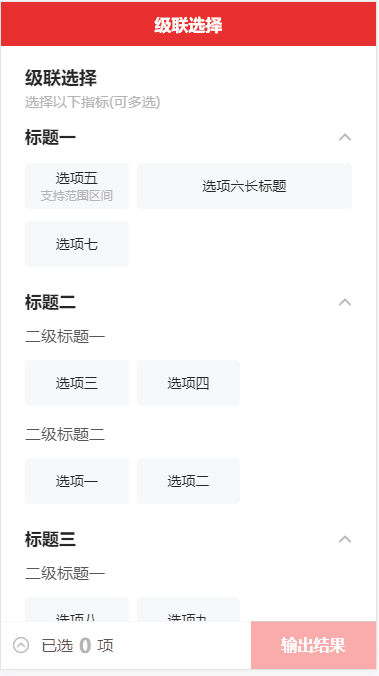 级联选择
级联选择
选择以下指标(可多选)
标题一
选项五
支持范围区间
选项六长标题
选项七
标题二
二级标题一
选项三 选项四
二级标题二
选项一 选项二
标题三
二级标题一
选项八 选项九
已选 0 项
输出结果